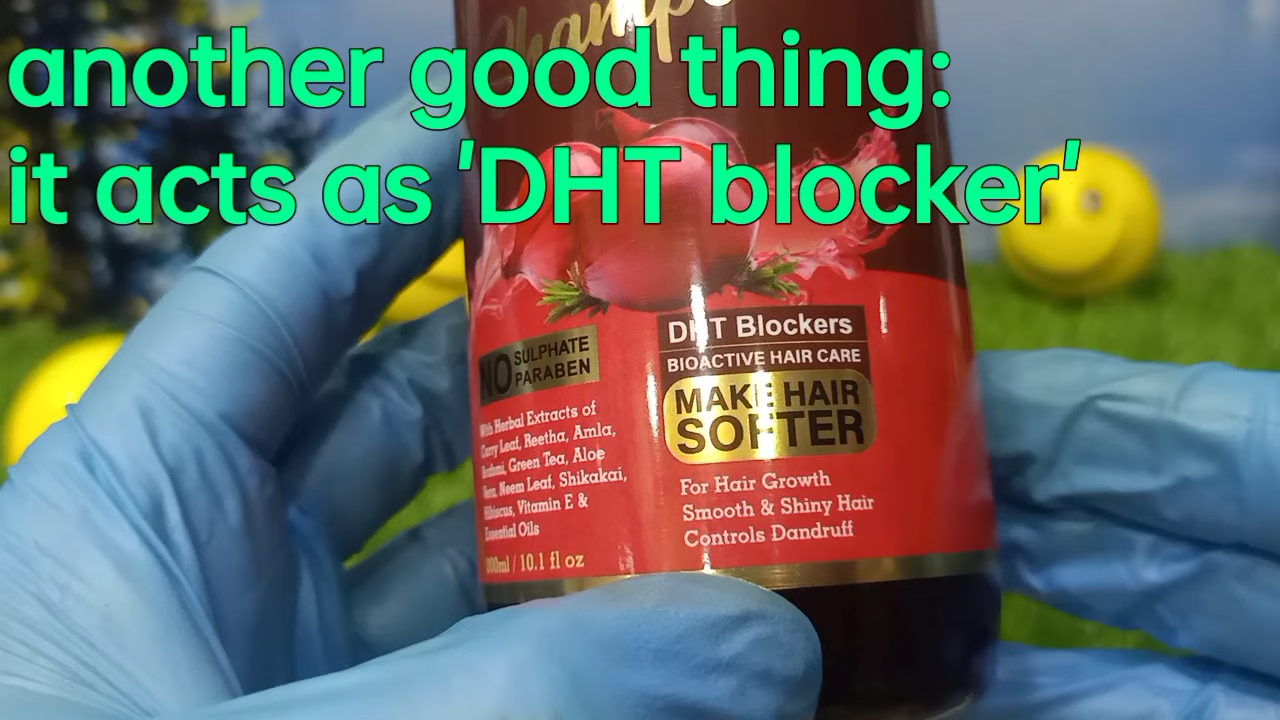 another good thing:
it acts as 'DHT blocker'
Shampo
NO SULPHATE
PARABEN
With Herbal Extracts of
Curry Leaf, Reetha, Amla,
Brahmi, Green Tea, Aloe
Vera, Neem Leaf, Shikakai,
Hibiscus, Vitamin E &
Essential Oils
300ml / 10.1 fl oz
DHT Blockers
BIOACTIVE HAIR CARE
MAKE HAIR
SOFTER
For Hair Growth
Smooth & Shiny Hair
Controls Dandruff